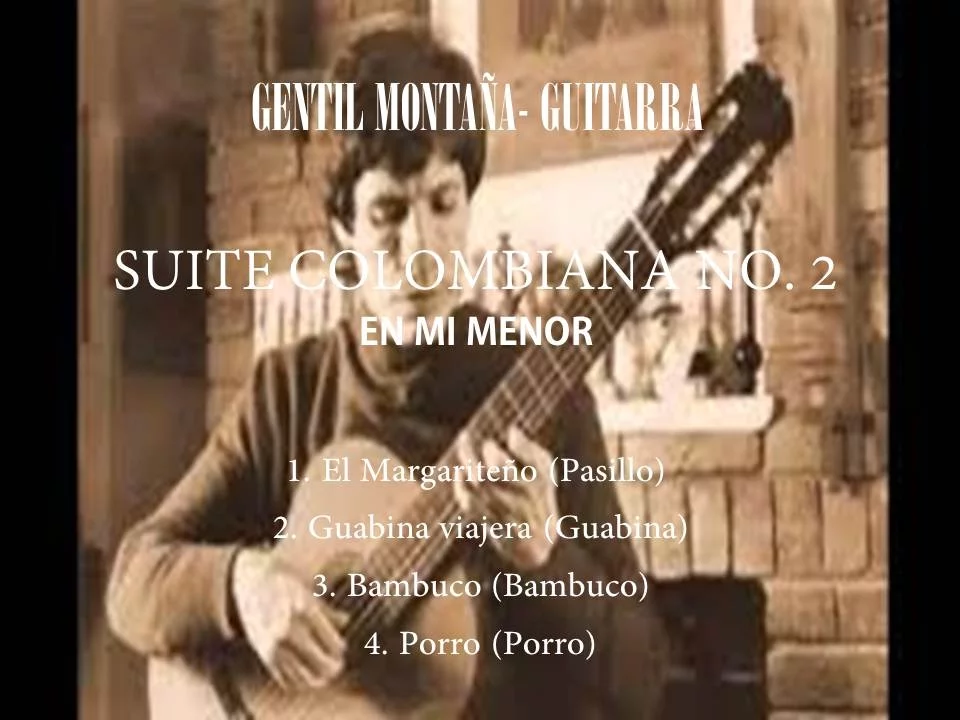 GENTIL MONTAÑA- GUITARRA
SUITE COLOMBIANA NO. 2
EN MI MENOR
1. El Margariteño (Pasillo)
2. Guabina viajera (Guabina)
3. Bambuco (Bambuco)
4. Porro (Porro)